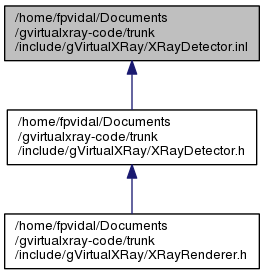 /home/fpvidal/Documents
/gvirtualxray-code/trunk
/include/gVirtualXRay/XRayDetector.inl
/home/fpvidal/Documents
/gvirtualxray-code/trunk
/include/gVirtualXRay/XRayDetector.h
/home/fpvidal/Documents
/gvirtualxray-code/trunk
/include/gVirtualXRay/XRayRenderer.h